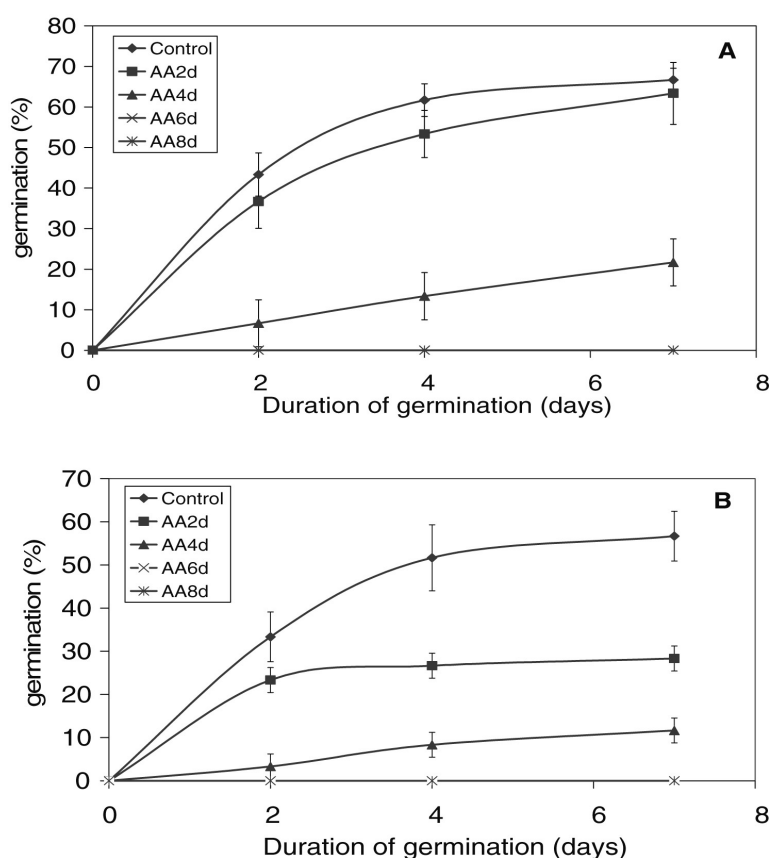 80
70
60
50
40
30
20
10
0
germination (%)
Control
AA2d
AA4d
AA6d
AA8d
A
0 2 4 6 8
Duration of germination (days)
70
60
50
40
30
20
10
0
germination (%)
Control
AA2d
AA4d
AA6d
AA8d
B
0 2 4 6 8
Duration of germination (days)